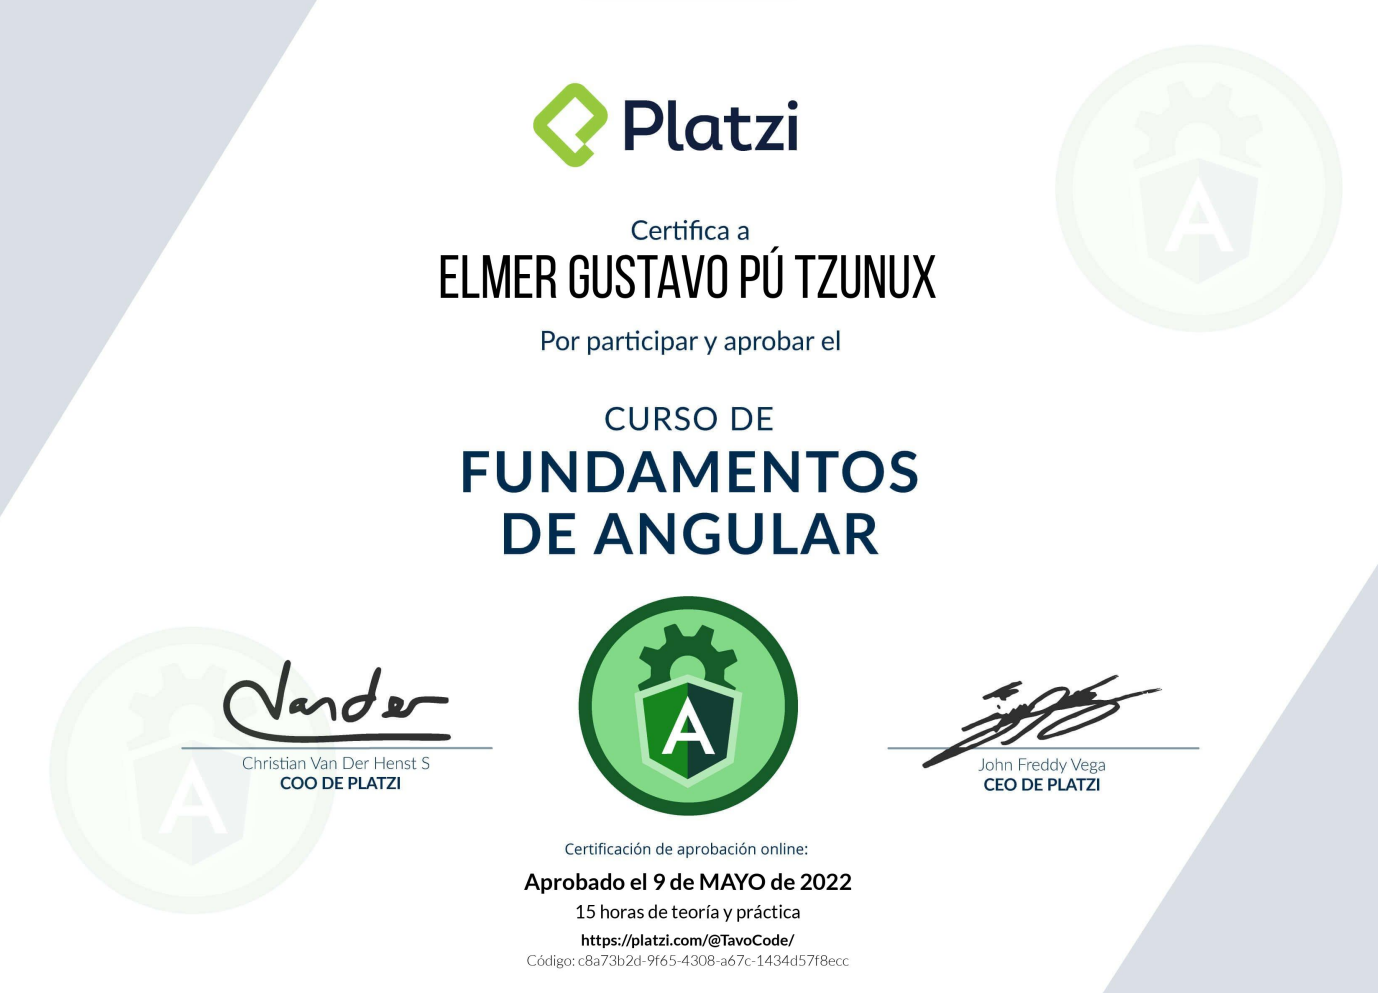 Platzi
Certifica a
ELMER GUSTAVO PÚ TZUNUX
Por participar y aprobar el
CURSO DE
FUNDAMENTOS
DE ANGULAR
A
A
Vander
Christian Van Der Henst S
COO DE PLATZI
A
John Freddy Vega
CEO DE PLATZI
Certificación de aprobación online:
Aprobado el 9 de MAYO de 2022
15 horas de teoría y práctica
https://platzi.com/@TavoCode/
Código: c8a73b2d-9f65-4308-a67c-1434d57f8ecc